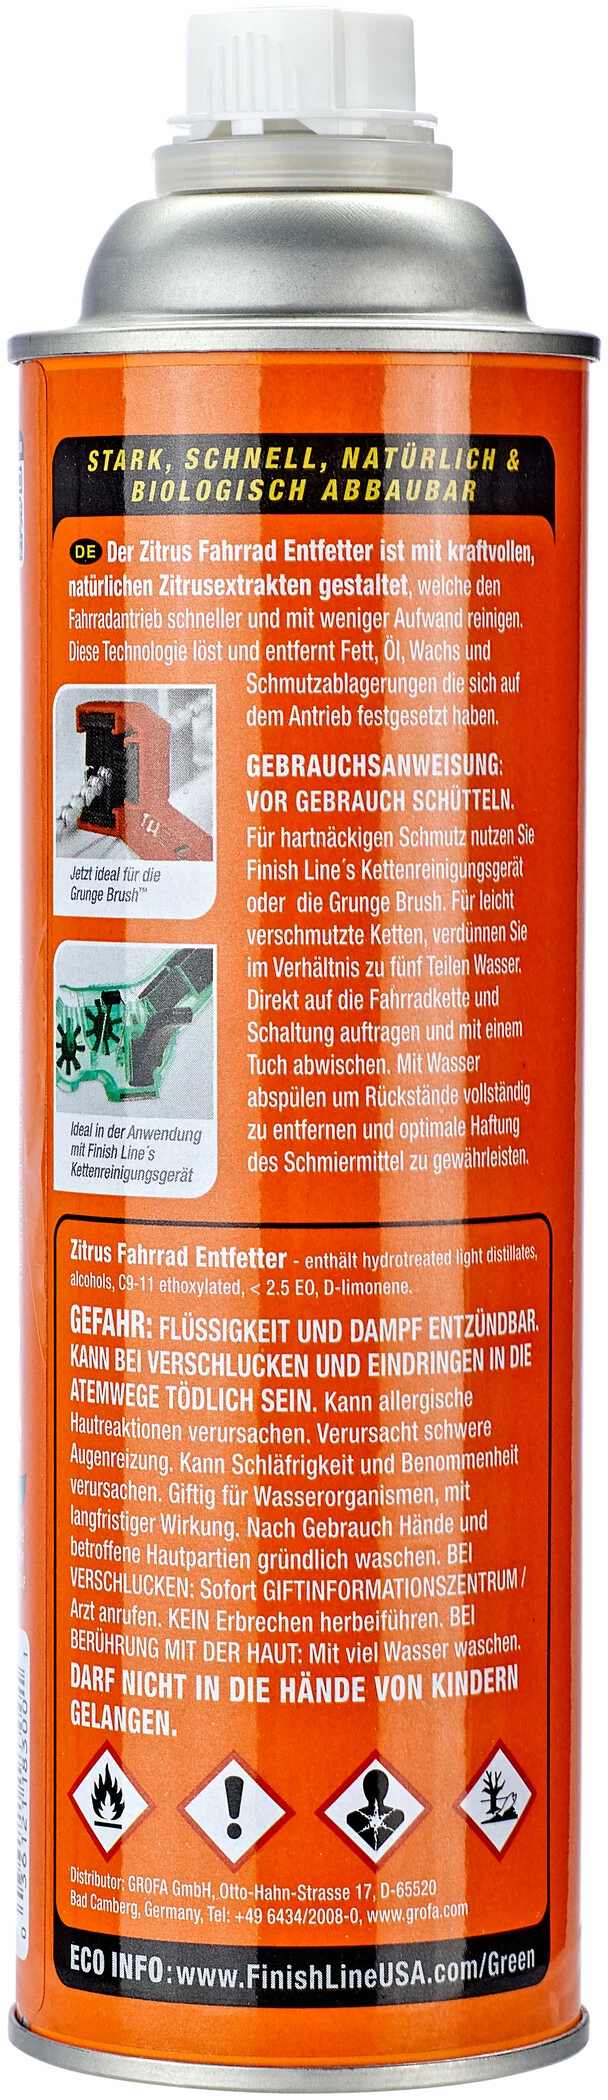 STARK, SCHNELL, NATÜRLICH &
BIOLOGISCH ABBAUBAR
DE Der Zitrus Fahrrad Entfetter ist mit kraftvollen,
natürlichen Zitrusextrakten gestaltet, welche den
Fahrradantrieb schneller und mit weniger Aufwand reinigen.
Diese Technologie löst und entfernt Fett, Öl, Wachs und
Schmutzablagerungen die sich auf
dem Antrieb festgesetzt haben.
Jetzt ideal für die
Grunge Brush™
Ideal in der Anwendung
mit Finish Line´s
Kettenreinigungsgerät
GEBRAUCHSANWEISUNG:
VOR GEBRAUCH SCHÜTTELN.
Für hartnäckigen Schmutz nutzen Sie
Finish Line´s Kettenreinigungsgerät
oder die Grunge Brush. Für leicht
verschmutzte Ketten, verdünnen Sie
im Verhältnis zu fünf Teilen Wasser.
Direkt auf die Fahrradkette und
Schaltung auftragen und mit einem
Tuch abwischen. Mit Wasser
abspülen um Rückstände vollständig
zu entfernen und optimale Haftung
des Schmiermittel zu gewährleisten.
Zitrus Fahrrad Entfetter - enthält hydrotreated light distillates,
alcohols, C9-11 ethoxylated, < 2.5 EO, D-limonene.
GEFAHR: FLÜSSIGKEIT UND DAMPF ENTZÜNDBAR.
KANN BEI VERSCHLUCKEN UND EINDRINGEN IN DIE
ATEMWEGE TÖDLICH SEIN. Kann allergische
Hautreaktionen verursachen. Verursacht schwere
Augenreizung. Kann Schläfrigkeit und Benommenheit
verursachen. Giftig für Wasserorganismen, mit
langfristiger Wirkung. Nach Gebrauch Hände und
betroffene Hautpartien gründlich waschen. BEI
VERSCHLUCKEN: Sofort GIFTINFORMATIONSZENTRUM /
Arzt anrufen. KEIN Erbrechen herbeiführen. BEI
BERÜHRUNG MIT DER HAUT: Mit viel Wasser waschen.
DARF NICHT IN DIE HÄNDE VON KINDERN
GELANGEN.
Distributor: GROFA GmbH, Otto-Hahn-Strasse 17, D-65520
Bad Camberg, Germany, Tel: +49 6434/2008-0, www.grofa.com
ECO INFO: www.FinishLineUSA.com/Green